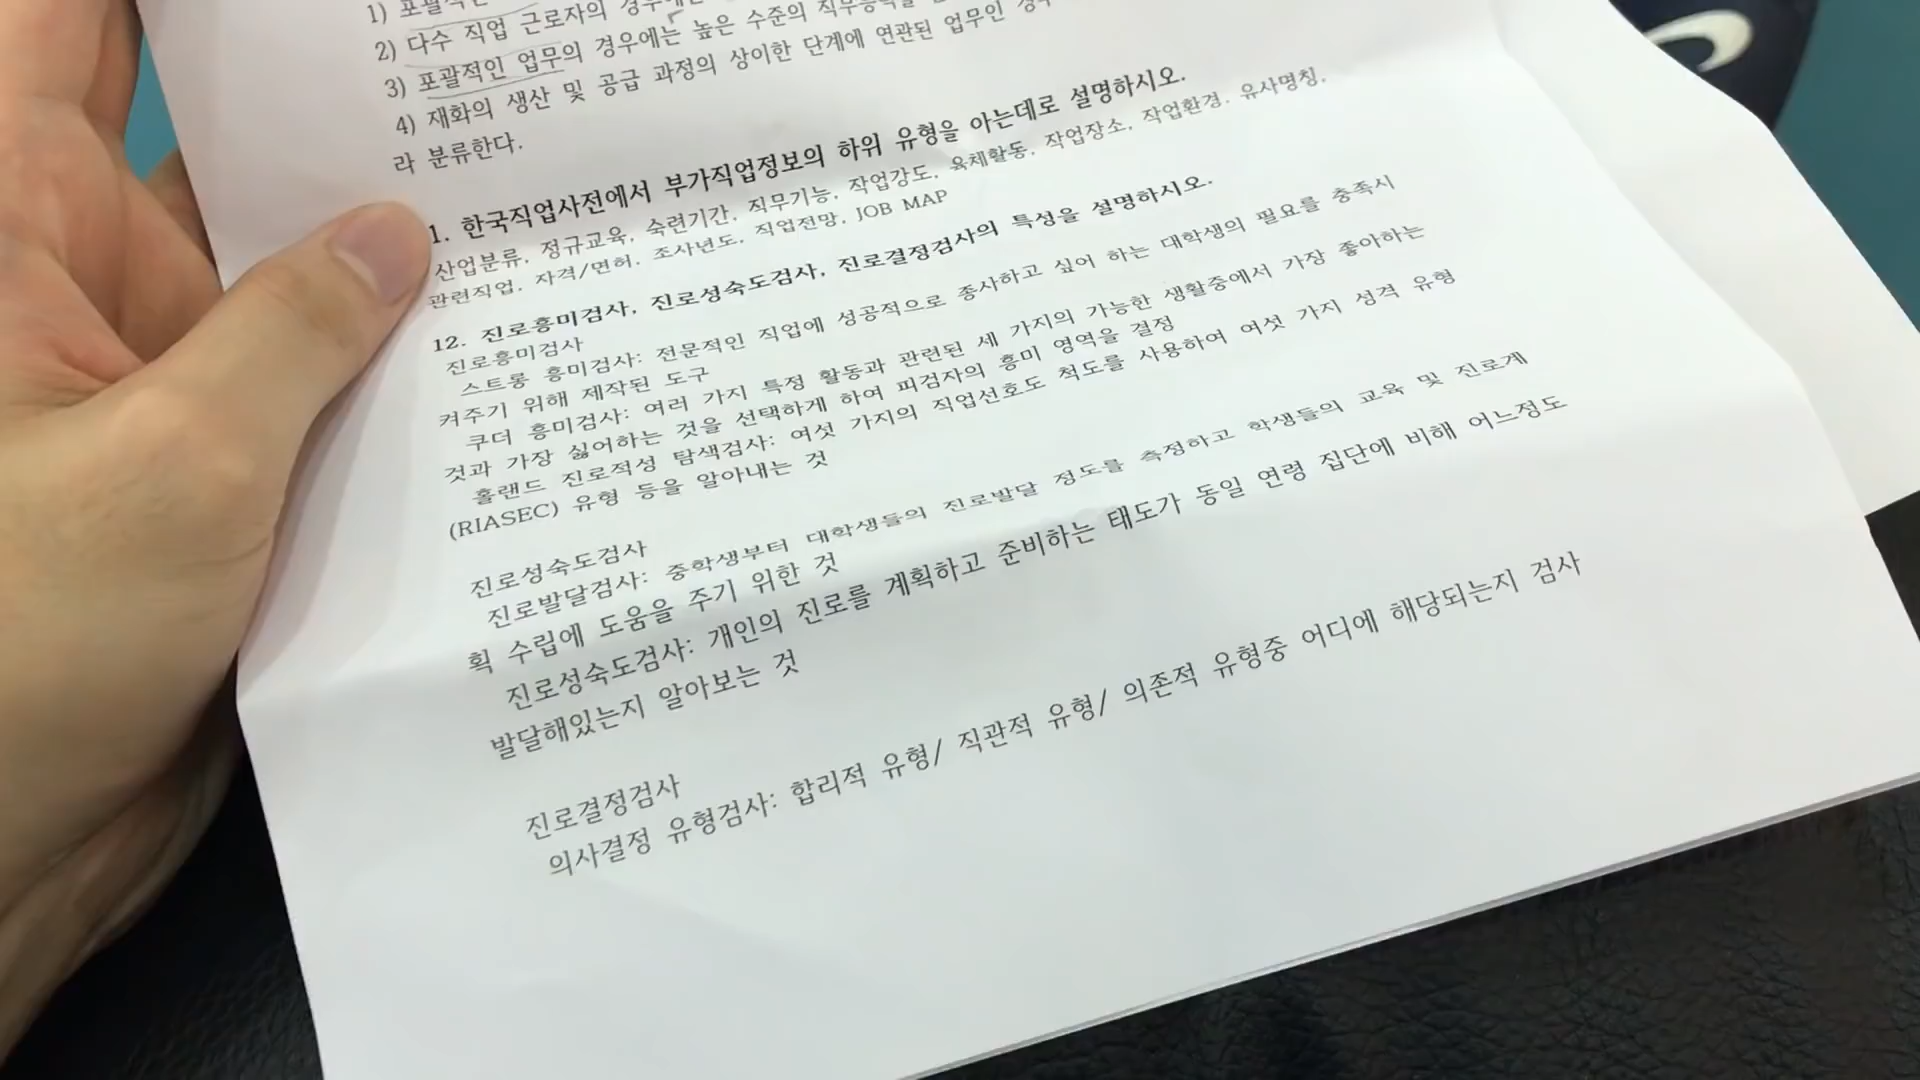 1) 포괄적인
2) 다수 직업 근로자의 경우에는
3) 포괄적인 업무의 경우에는 높은 수준의 직무능력을
4) 재화의 생산 및 공급 과정의 상이한 단계에 연관된 업무인 경우
라 분류한다.
1. 한국직업사전에서 부가직업정보의 하위 유형을 아는데로 설명하시오.
산업분류, 정규교육, 숙련기간, 직무기능, 작업강도, 육체활동, 작업장소, 작업환경, 유사명칭,
관련직업, 자격/면허, 조사년도, 직업전망, JOB MAP
12. 진로흥미검사, 진로성숙도검사, 진로결정검사의 특성을 설명하시오.
진로흥미검사
스트롱 흥미검사: 전문적인 직업에 성공적으로 종사하고 싶어 하는 대학생의 필요를 충족시
켜주기 위해 제작된 도구
쿠더 흥미검사: 여러 가지 특정 활동과 관련된 세 가지의 가능한 생활중에서 가장 좋아하는
것과 가장 싫어하는 것을 선택하게 하여 피검자의 흥미 영역을 결정
홀랜드 진로적성 탐색검사: 여섯 가지의 직업선호도 척도를 사용하여 여섯 가지 성격 유형
(RIASEC) 유형 등을 알아내는 것
진로성숙도검사
진로발달검사: 중학생부터 대학생들의 진로발달 정도를 측정하고 학생들의 교육 및 진로계
획 수립에 도움을 주기 위한 것
진로성숙도검사: 개인의 진로를 계획하고 준비하는 태도가 동일 연령 집단에 비해 어느정도
발달해있는지 알아보는 것
진로결정검사
의사결정 유형검사: 합리적 유형/ 직관적 유형/ 의존적 유형중 어디에 해당되는지 검사